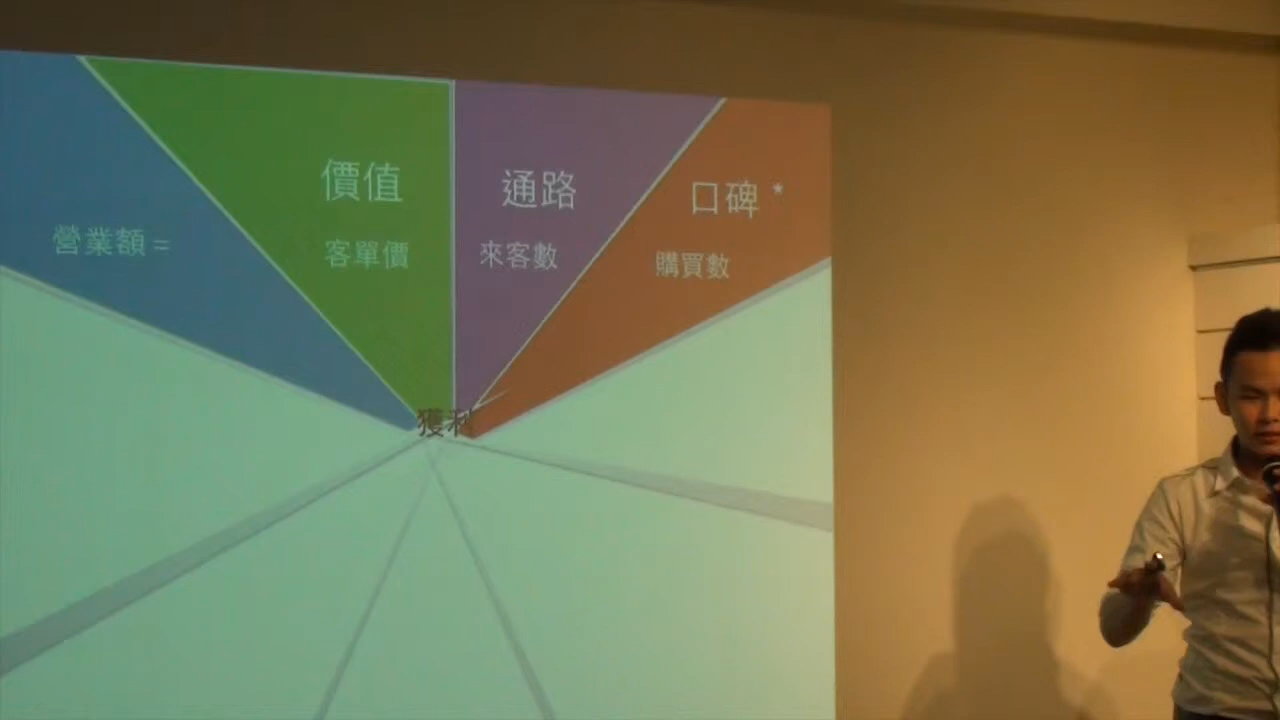 營業額 =
價值
客單價
通路
來客數
口碑 *
購買數
獲利